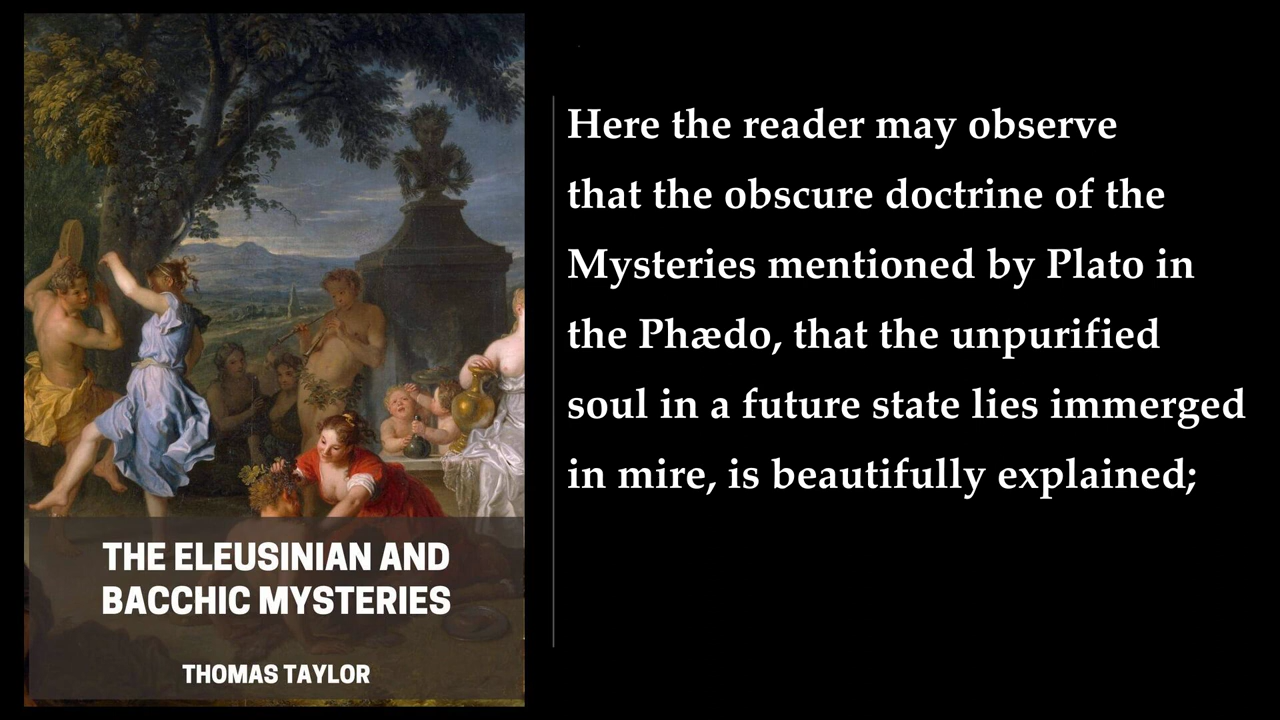 Here the reader may observe
that the obscure doctrine of the
Mysteries mentioned by Plato in
the Phædo, that the unpurified
soul in a future state lies immerged
in mire, is beautifully explained;
THE ELEUSINIAN AND
BACCHIC MYSTERIES
THOMAS TAYLOR